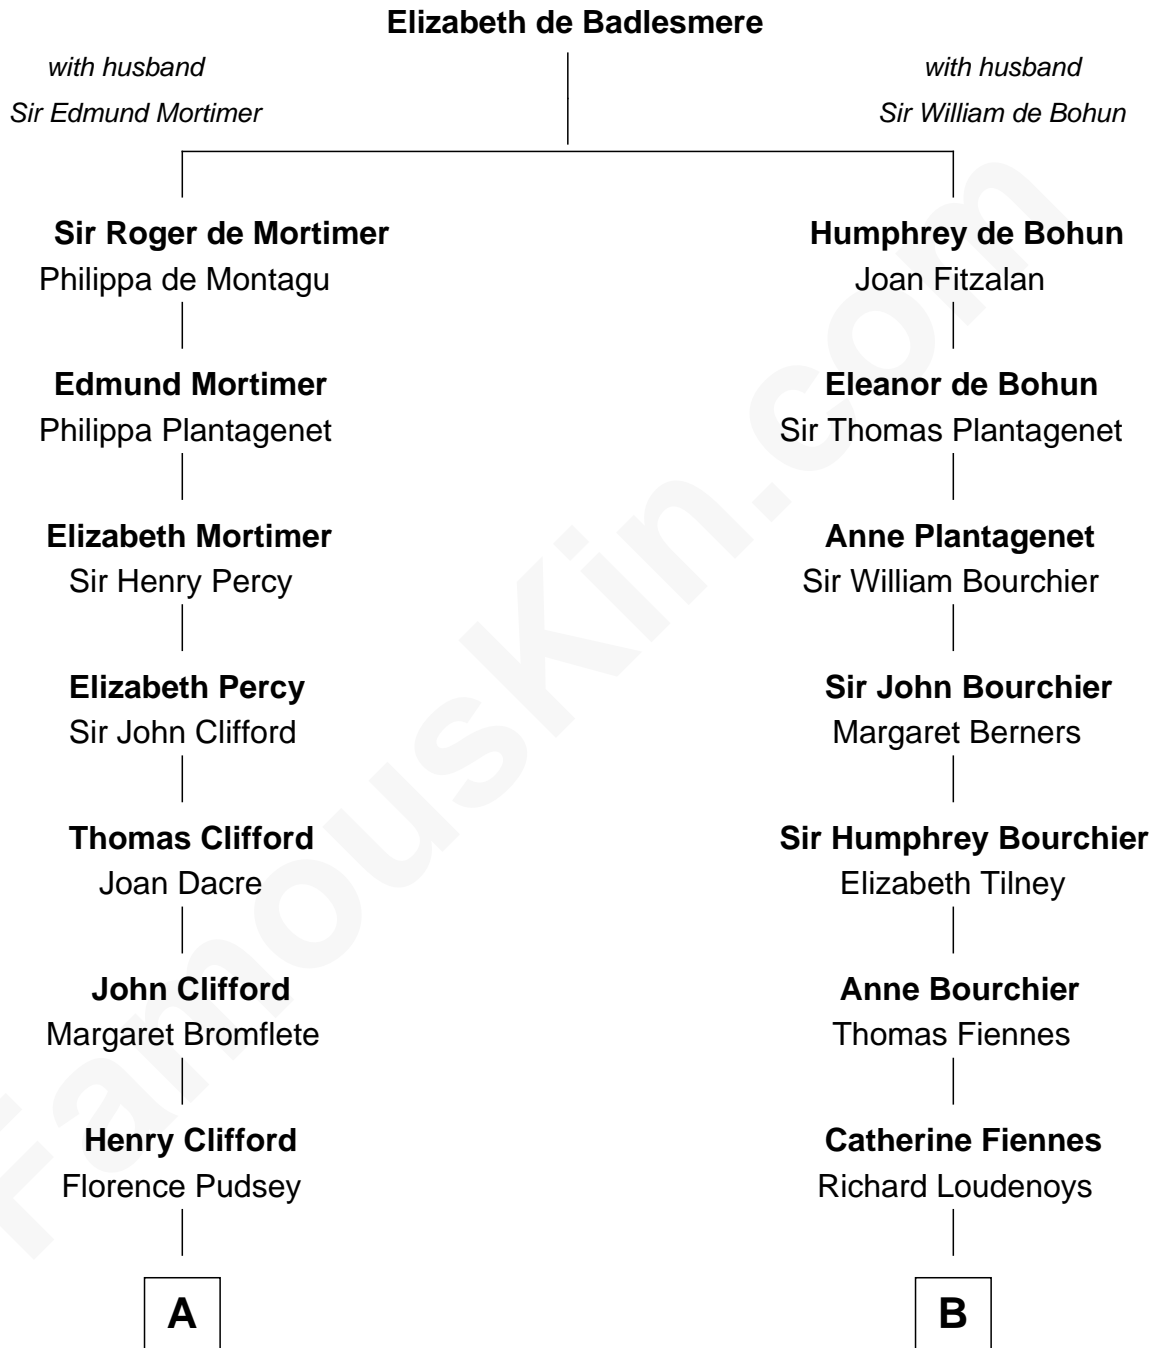 Elizabeth de Badlesmere
with husband
Sir Edmund Mortimer
with husband
Sir William de Bohun
Sir Roger de Mortimer
Philippa de Montagu
Humphrey de Bohun
Joan Fitzalan
Edmund Mortimer
Philippa Plantagenet
Eleanor de Bohun
Sir Thomas Plantagenet
Elizabeth Mortimer
Sir Henry Percy
Anne Plantagenet
Sir William Bourchier
Elizabeth Percy
Sir John Clifford
Sir John Bourchier
Margaret Berners
Thomas Clifford
Joan Dacre
Sir Humphrey Bourchier
Elizabeth Tilney
John Clifford
Margaret Bromflete
Anne Bourchier
Thomas Fiennes
Henry Clifford
Florence Pudsey
Catherine Fiennes
Richard Loudenoys
A
B
FamousKin.com